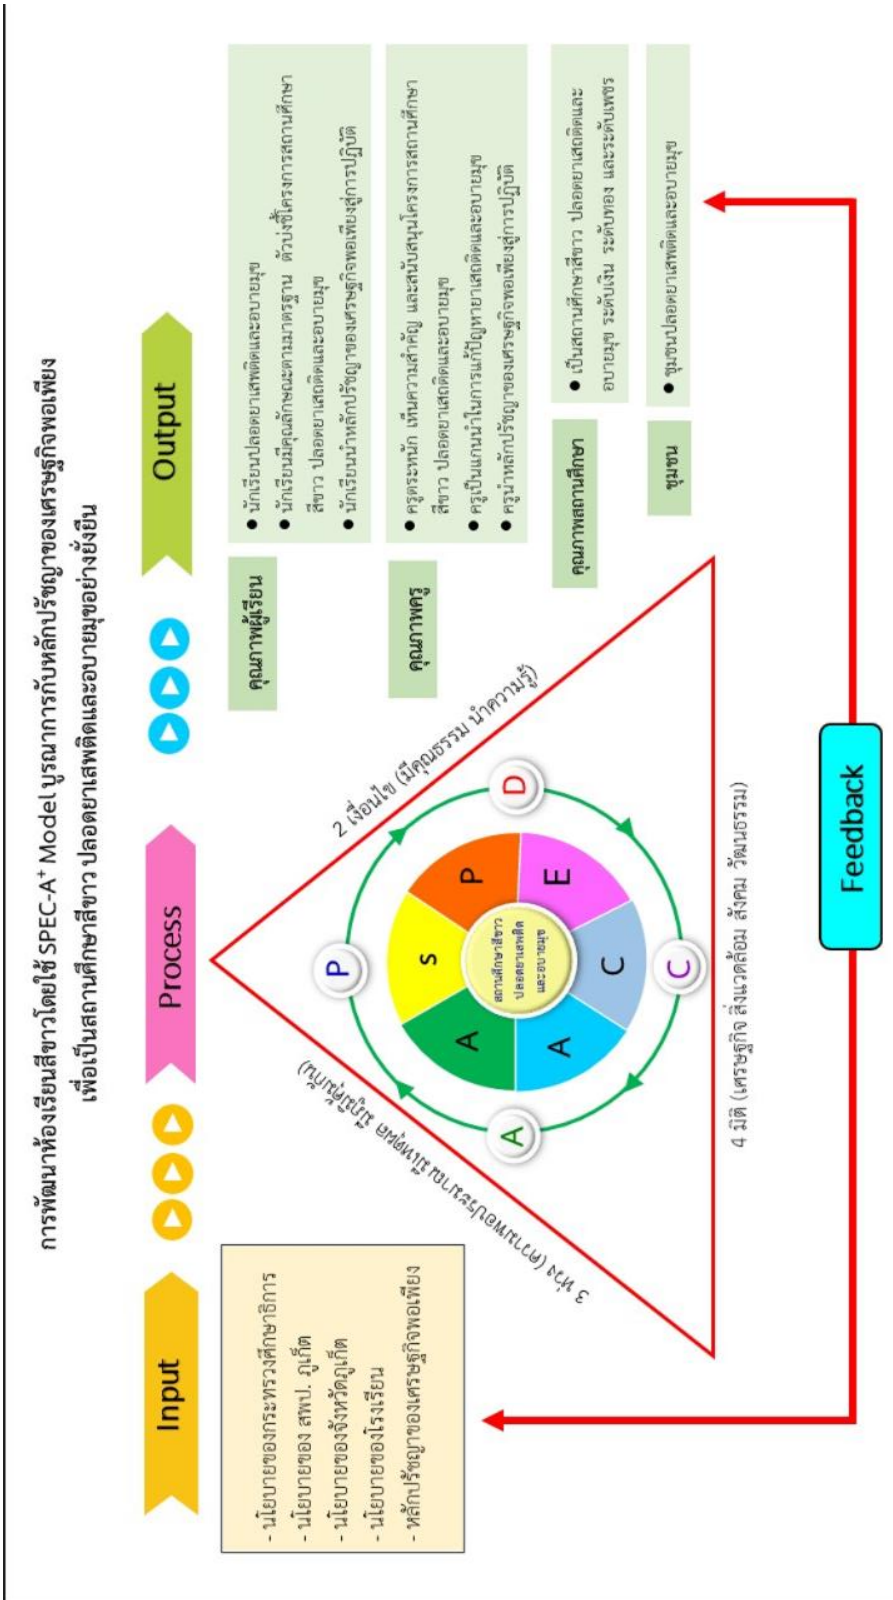 การพัฒนาห้องเรียนสีขาวโดยใช้ SPEC-A⁺ Model บูรณาการกับหลักปรัชญาของเศรษฐกิจพอเพียง
เพื่อเป็นสถานศึกษาสีขาว ปลอดยาเสพติดและอบายมุขอย่างยั่งยืน
Input
Process
Output
- นโยบายของกระทรวงศึกษาธิการ
- นโยบายของ สพป. ภูเก็ต
- นโยบายของจังหวัดภูเก็ต
- นโยบายของโรงเรียน
- หลักปรัชญาของเศรษฐกิจพอเพียง
3 ห่วง (ความพอประมาณ มีเหตุผล มีภูมิคุ้มกัน)
2 เงื่อนไข (มีคุณธรรม นำความรู้)
4 มิติ (เศรษฐกิจ สิ่งแวดล้อม สังคม วัฒนธรรม)
P
D
C
A
s
P
E
C
A
A
สถานศึกษาสีขาว
ปลอดยาเสพติด
และอบายมุข
คุณภาพผู้เรียน
● นักเรียนปลอดยาเสพติดและอบายมุข
● นักเรียนมีคุณลักษณะตามมาตรฐาน ตัวบ่งชี้โครงการสถานศึกษา
สีขาว ปลอดยาเสพติดและอบายมุข
● นักเรียนนำหลักปรัชญาของเศรษฐกิจพอเพียงสู่การปฏิบัติ
คุณภาพครู
● ครูตระหนัก เห็นความสำคัญ และสนับสนุนโครงการสถานศึกษา
สีขาว ปลอดยาเสพติดและอบายมุข
● ครูเป็นแกนนำในการแก้ปัญหายาเสพติดและอบายมุข
● ครูนำหลักปรัชญาของเศรษฐกิจพอเพียงสู่การปฏิบัติ
คุณภาพสถานศึกษา
● เป็นสถานศึกษาสีขาว ปลอดยาเสพติดและ
อบายมุข ระดับเงิน ระดับทอง และระดับเพชร
ชุมชน
● ชุมชนปลอดยาเสพติดและอบายมุข
Feedback